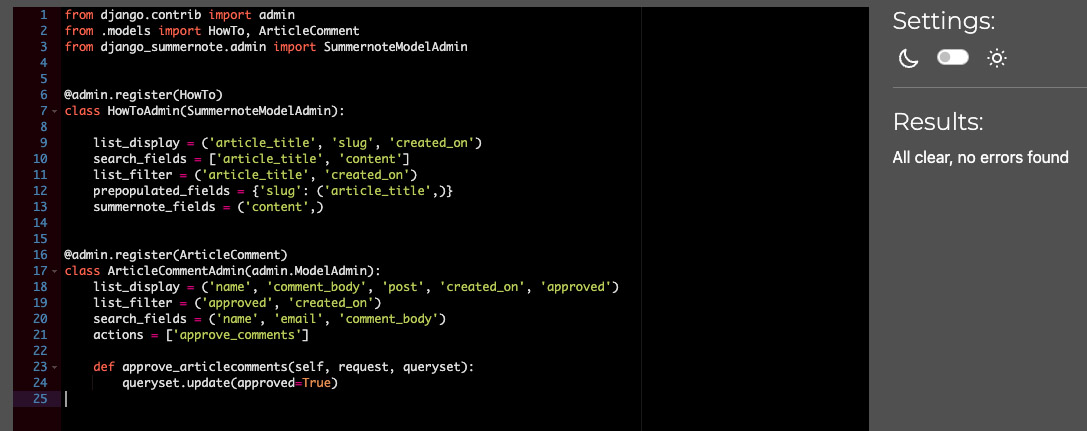 1 from django.contrib import admin
2 from .models import HowTo, ArticleComment
3 from django_summernote.admin import SummernoteModelAdmin
4
5
6 @admin.register(HowTo)
7 class HowToAdmin(SummernoteModelAdmin):
8
9     list_display = ('article_title', 'slug', 'created_on')
10     search_fields = ['article_title', 'content']
11     list_filter = ('article_title', 'created_on')
12     prepopulated_fields = {'slug': ('article_title',)}
13     summernote_fields = ('content',)
14
15
16 @admin.register(ArticleComment)
17 class ArticleCommentAdmin(admin.ModelAdmin):
18     list_display = ('name', 'comment_body', 'post', 'created_on', 'approved')
19     list_filter = ('approved', 'created_on')
20     search_fields = ('name', 'email', 'comment_body')
21     actions = ['approve_comments']
22
23     def approve_articlecomments(self, request, queryset):
24         queryset.update(approved=True)
25
Settings:
Results:
All clear, no errors found